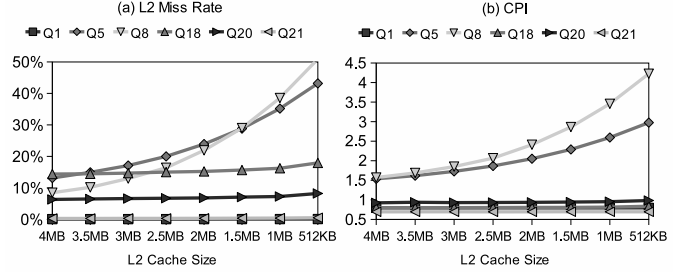 (a) L2 Miss Rate
Q1 Q5 Q8 Q18 Q20 Q21
50%
40%
30%
20%
10%
0%
4MB 3.5MB 3MB 2.5MB 2MB 1.5MB 1MB 512KB
L2 Cache Size
(b) CPI
Q1 Q5 Q8 Q18 Q20 Q21
4.5
4
3.5
3
2.5
2
1.5
1
0.5
4MB 3.5MB 3MB 2.5MB 2MB 1.5MB 1MB 512KB
L2 Cache Size